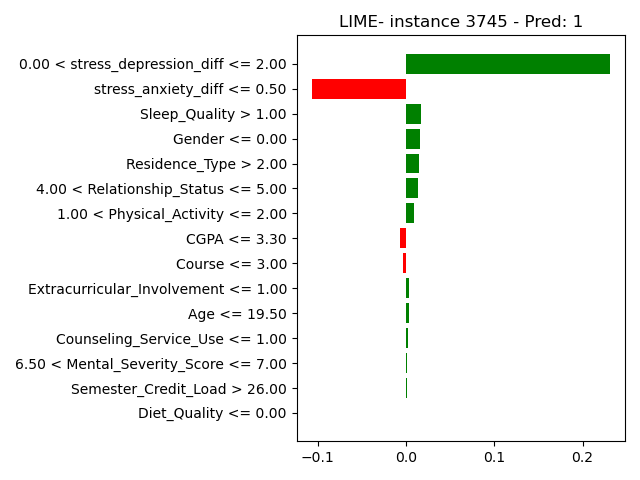 LIME- instance 3745 - Pred: 1
0.00 < stress_depression_diff <= 2.00
stress_anxiety_diff <= 0.50
Sleep_Quality > 1.00
Gender <= 0.00
Residence_Type > 2.00
4.00 < Relationship_Status <= 5.00
1.00 < Physical_Activity <= 2.00
CGPA <= 3.30
Course <= 3.00
Extracurricular_Involvement <= 1.00
Age <= 19.50
Counseling_Service_Use <= 1.00
6.50 < Mental_Severity_Score <= 7.00
Semester_Credit_Load > 26.00
Diet_Quality <= 0.00
−0.1 0.0 0.1 0.2